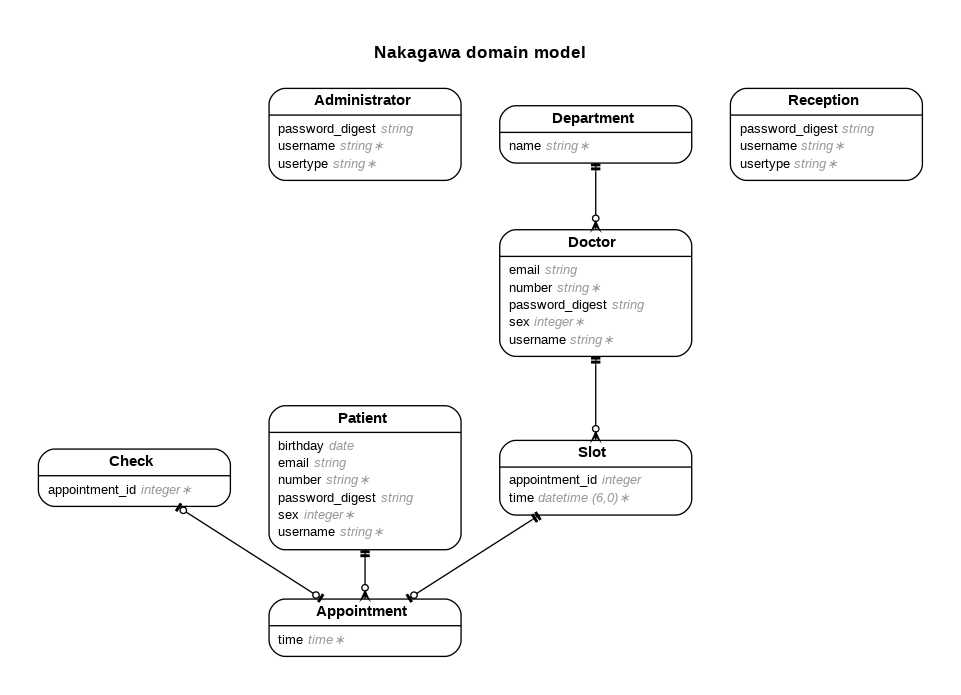 Nakagawa domain model
Administrator
password_digest string
username string∗
usertype string∗
Department
name string∗
Reception
password_digest string
username string∗
usertype string∗
Doctor
email string
number string∗
password_digest string
sex integer∗
username string∗
Patient
birthday date
email string
number string∗
password_digest string
sex integer∗
username string∗
Check
appointment_id integer∗
Slot
appointment_id integer
time datetime (6,0)∗
Appointment
time time∗